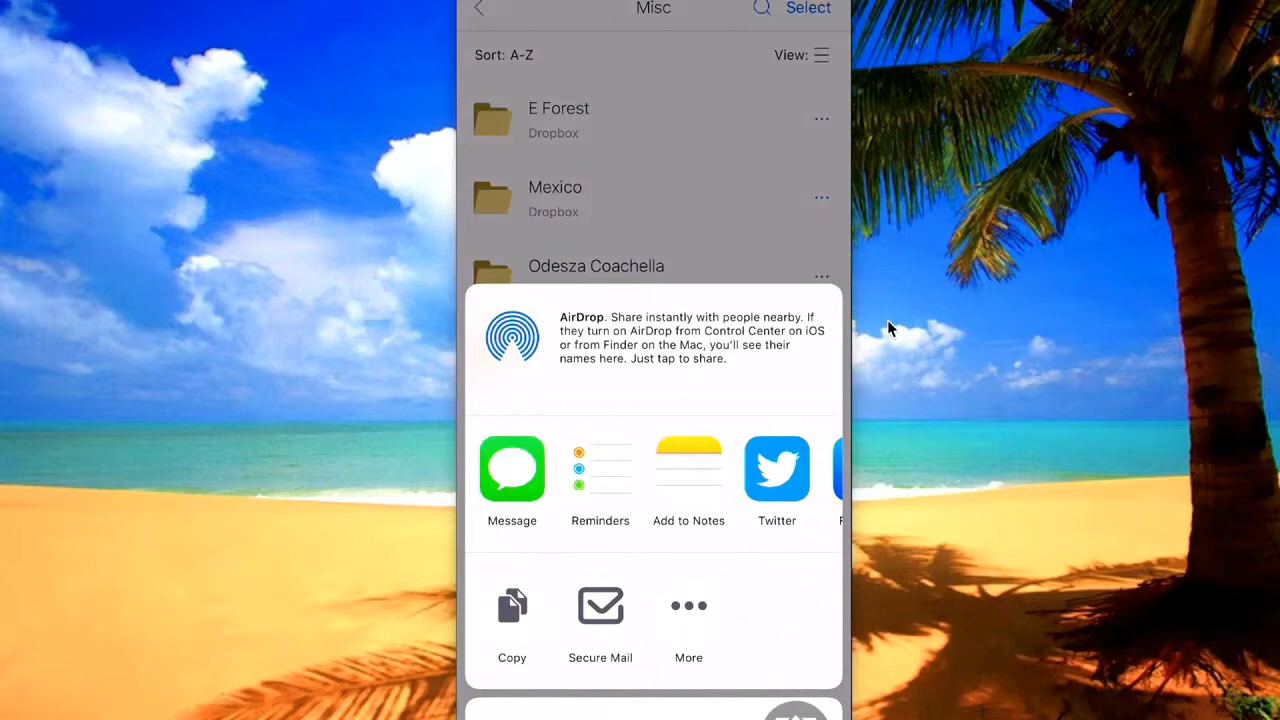 Misc
Select
Sort: A-Z
View:
E Forest
Dropbox
Mexico
Dropbox
Odesza Coachella
AirDrop. Share instantly with people nearby. If
they turn on AirDrop from Control Center on iOS
or from Finder on the Mac, you'll see their
names here. Just tap to share.
Message
Reminders
Add to Notes
Twitter
Copy
Secure Mail
More